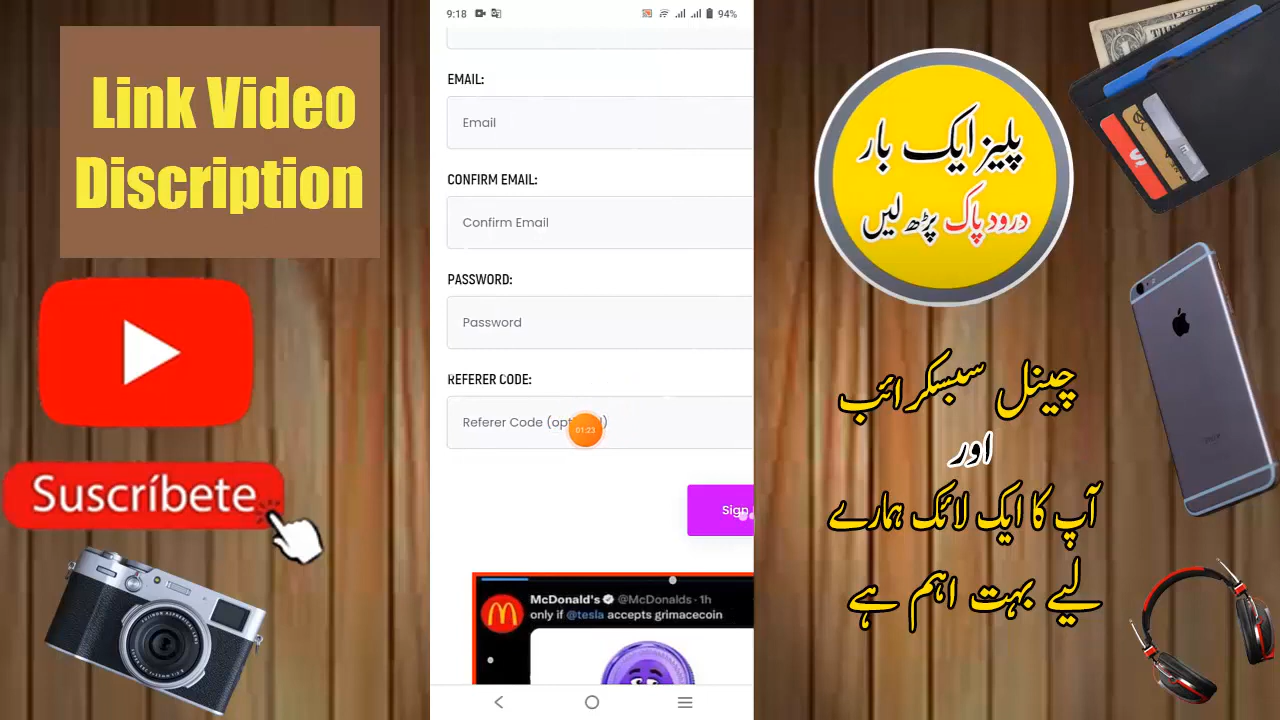 Link Video
Discription
Suscríbete
9:18
94%
EMAIL:
Email
CONFIRM EMAIL:
Confirm Email
PASSWORD:
Password
REFERER CODE:
Referer Code
01:23
Sign
McDonald's @McDonalds · 1h
only if @tesla accepts grimacecoin
پلیز ایک بار
درود پاک پڑھ لیں
چینل سبسکرائب
اور
آپ کا ایک لائک ہمارے
لیے بہت اہم ہے